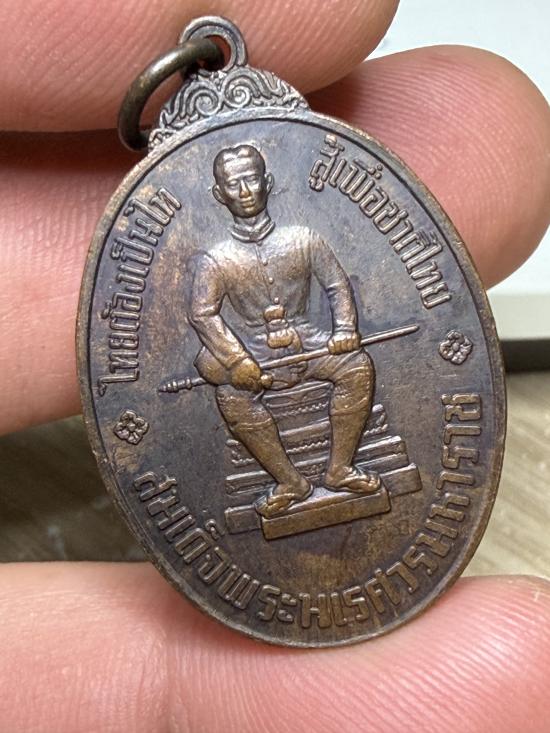 ไทยต้องเป็นไท
สู้เพื่อชาติไทย
สมเด็จพระนเรศวรมหาราช